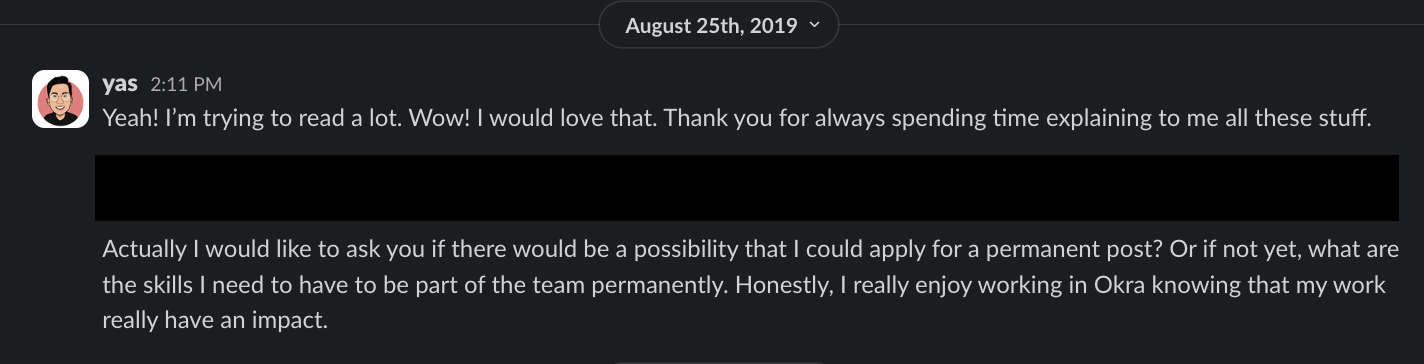 August 25th, 2019
yas 2:11 PM
Yeah! I’m trying to read a lot. Wow! I would love that. Thank you for always spending time explaining to me all these stuff.
Actually I would like to ask you if there would be a possibility that I could apply for a permanent post? Or if not yet, what are
the skills I need to have to be part of the team permanently. Honestly, I really enjoy working in Okra knowing that my work
really have an impact.